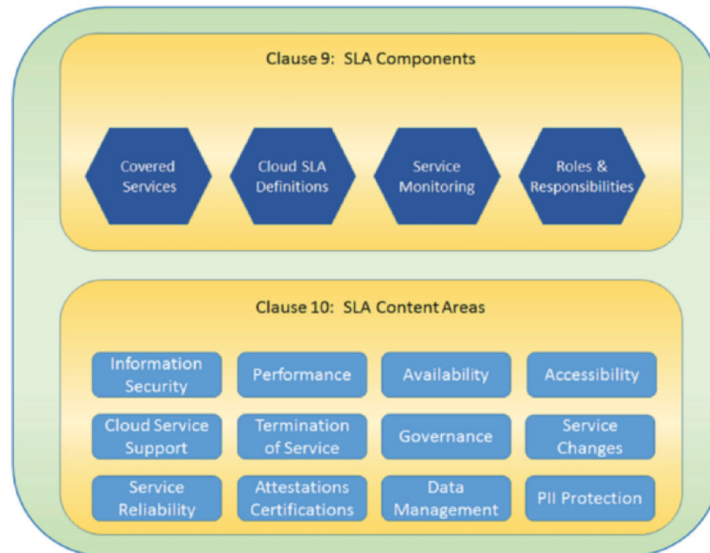 Clause 9: SLA Components
Covered
Services
Cloud SLA
Definitions
Service
Monitoring
Roles &
Responsibilities
Clause 10: SLA Content Areas
Information
Security
Performance
Availability
Accessibility
Cloud Service
Support
Termination
of Service
Governance
Service
Changes
Service
Reliability
Attestations
Certifications
Data
Management
PII Protection